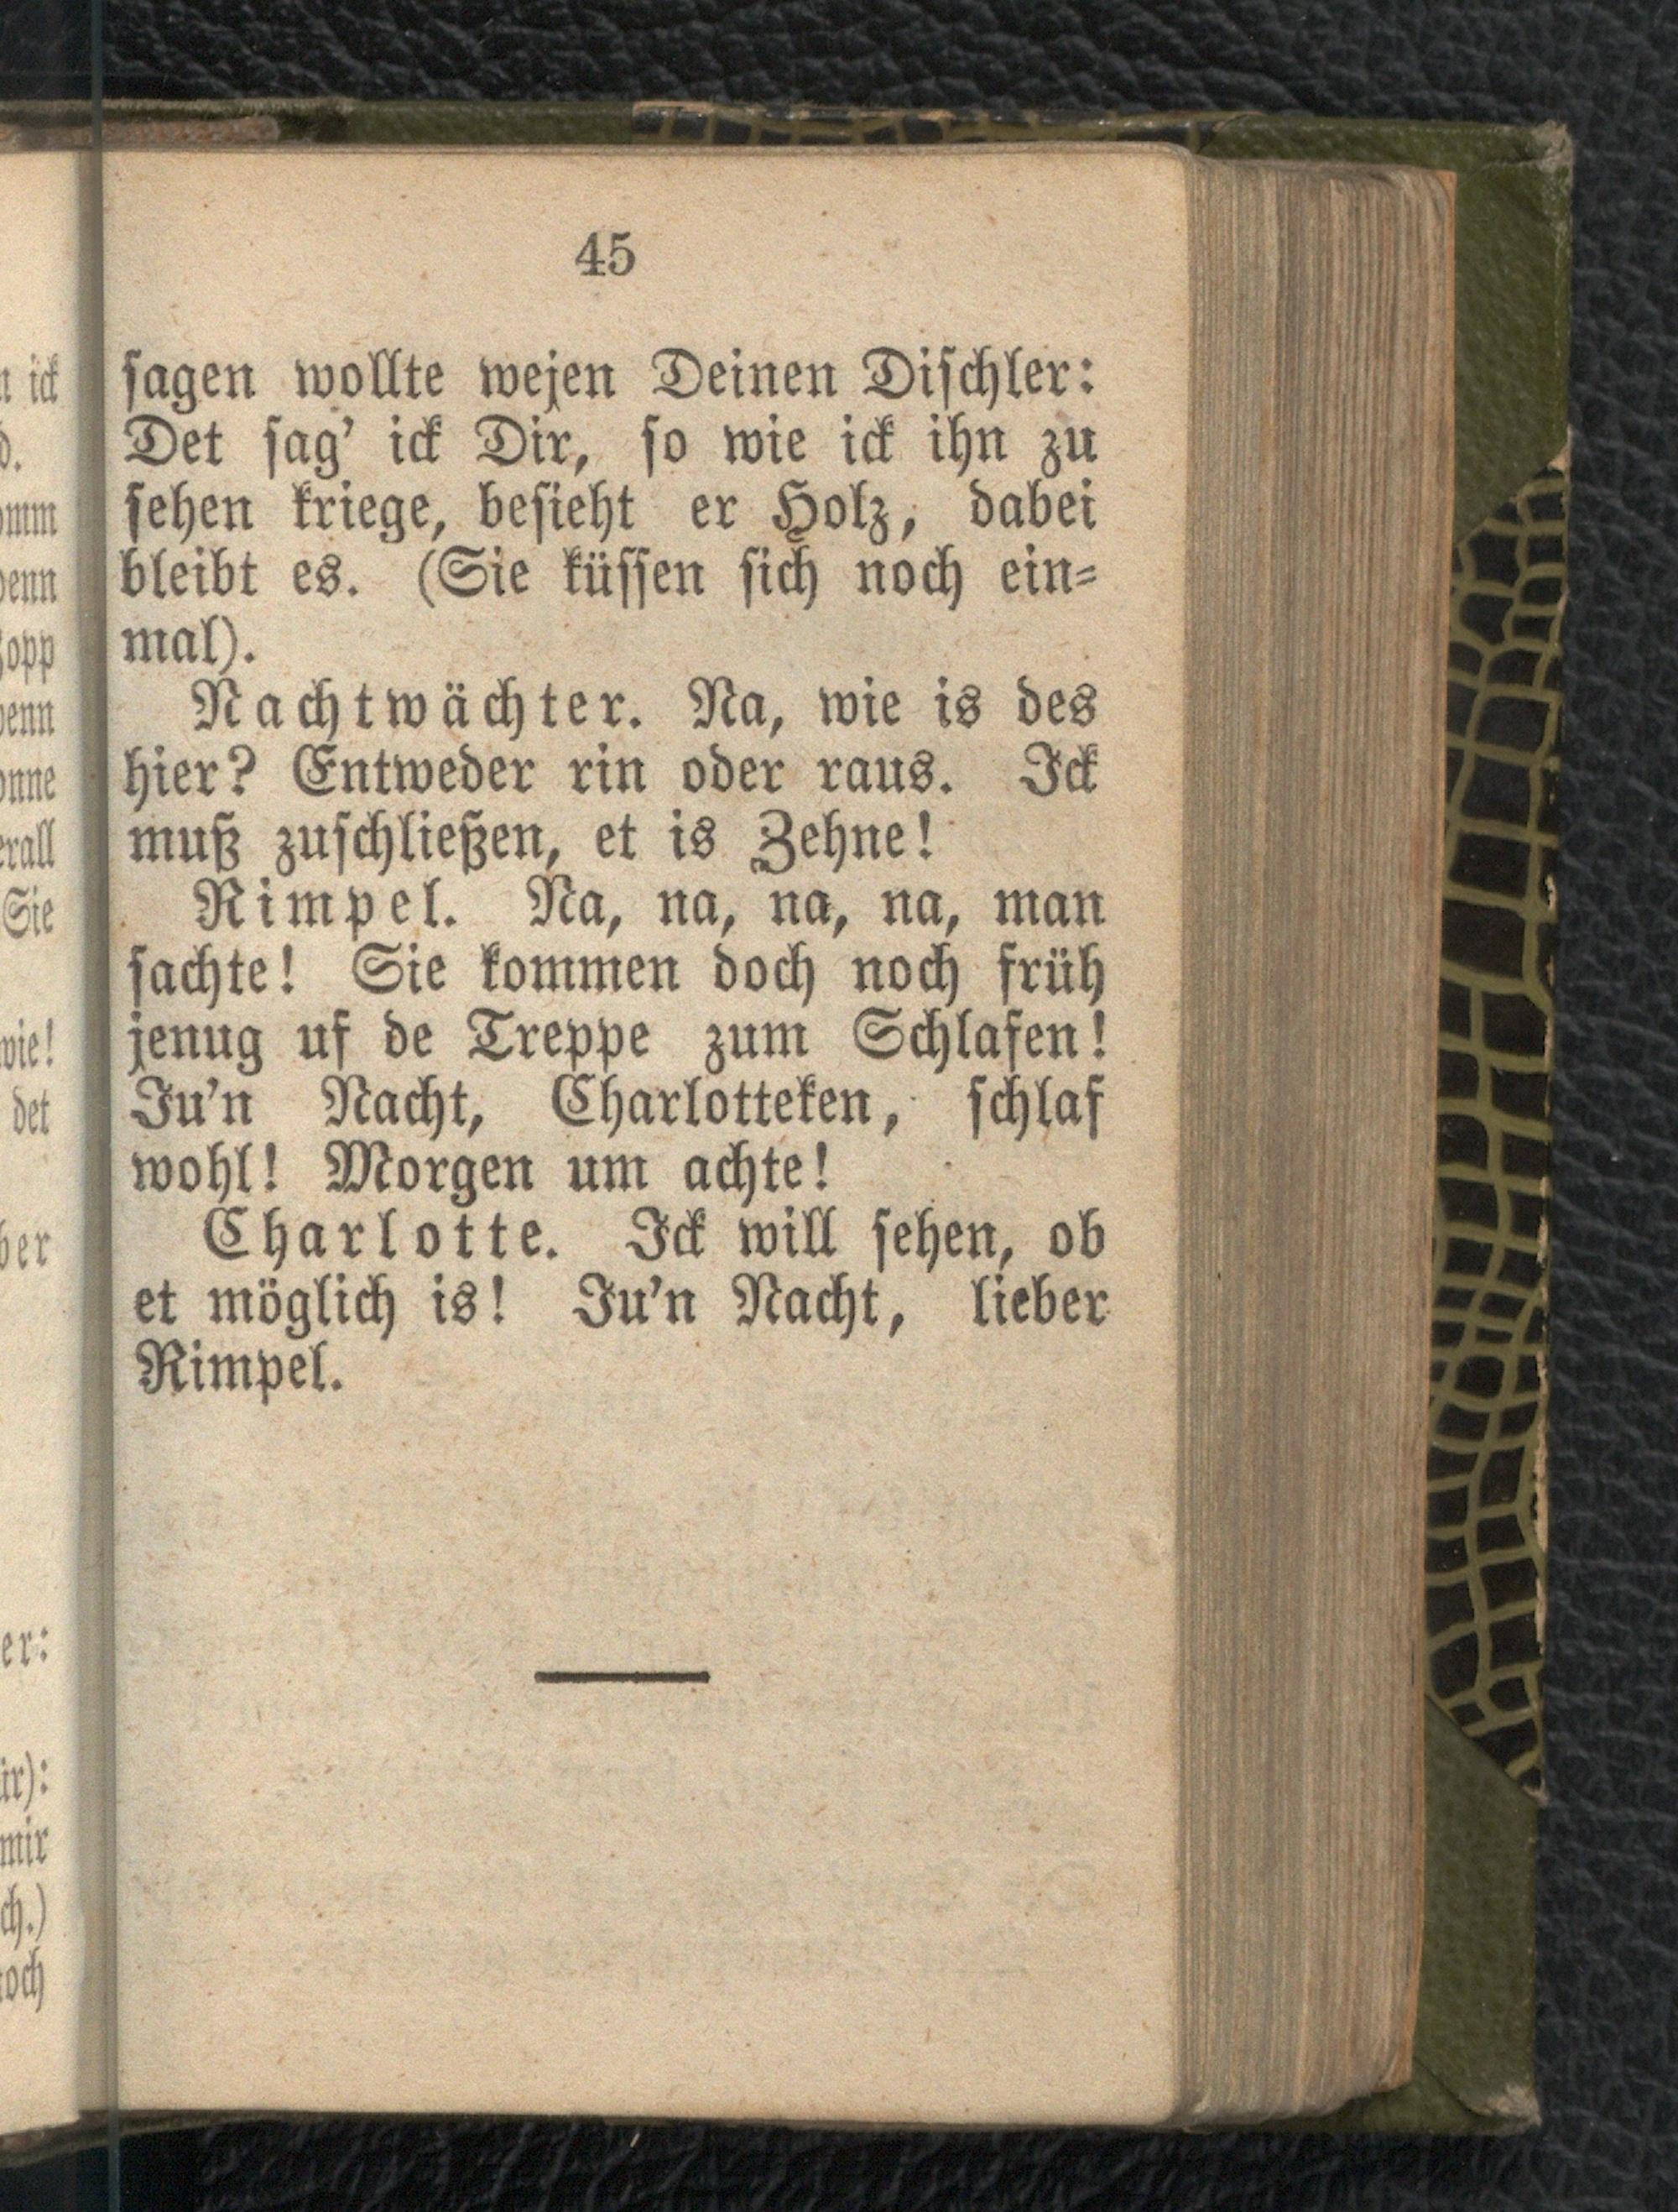 45
sagen wollte wejen Deinen Dischler:
Det sag' ick Dir, so wie ick ihn zu
sehen kriege, besieht er Holz, dabei
bleibt es. (Sie küssen sich noch ein-
mal).
Nachtwächter. Na, wie is des
hier? Entweder rin oder raus. Ick
muß zuschließen, et is Zehne!
Rimpel. Na, na, na, na, man
sachte! Sie kommen doch noch früh
jenug uf de Treppe zum Schlafen!
Ju'n Nacht, Charlotteken, schlaf
wohl! Morgen um achte!
Charlotte. Ick will sehen, ob
et möglich is! Ju'n Nacht, lieber
Rimpel.